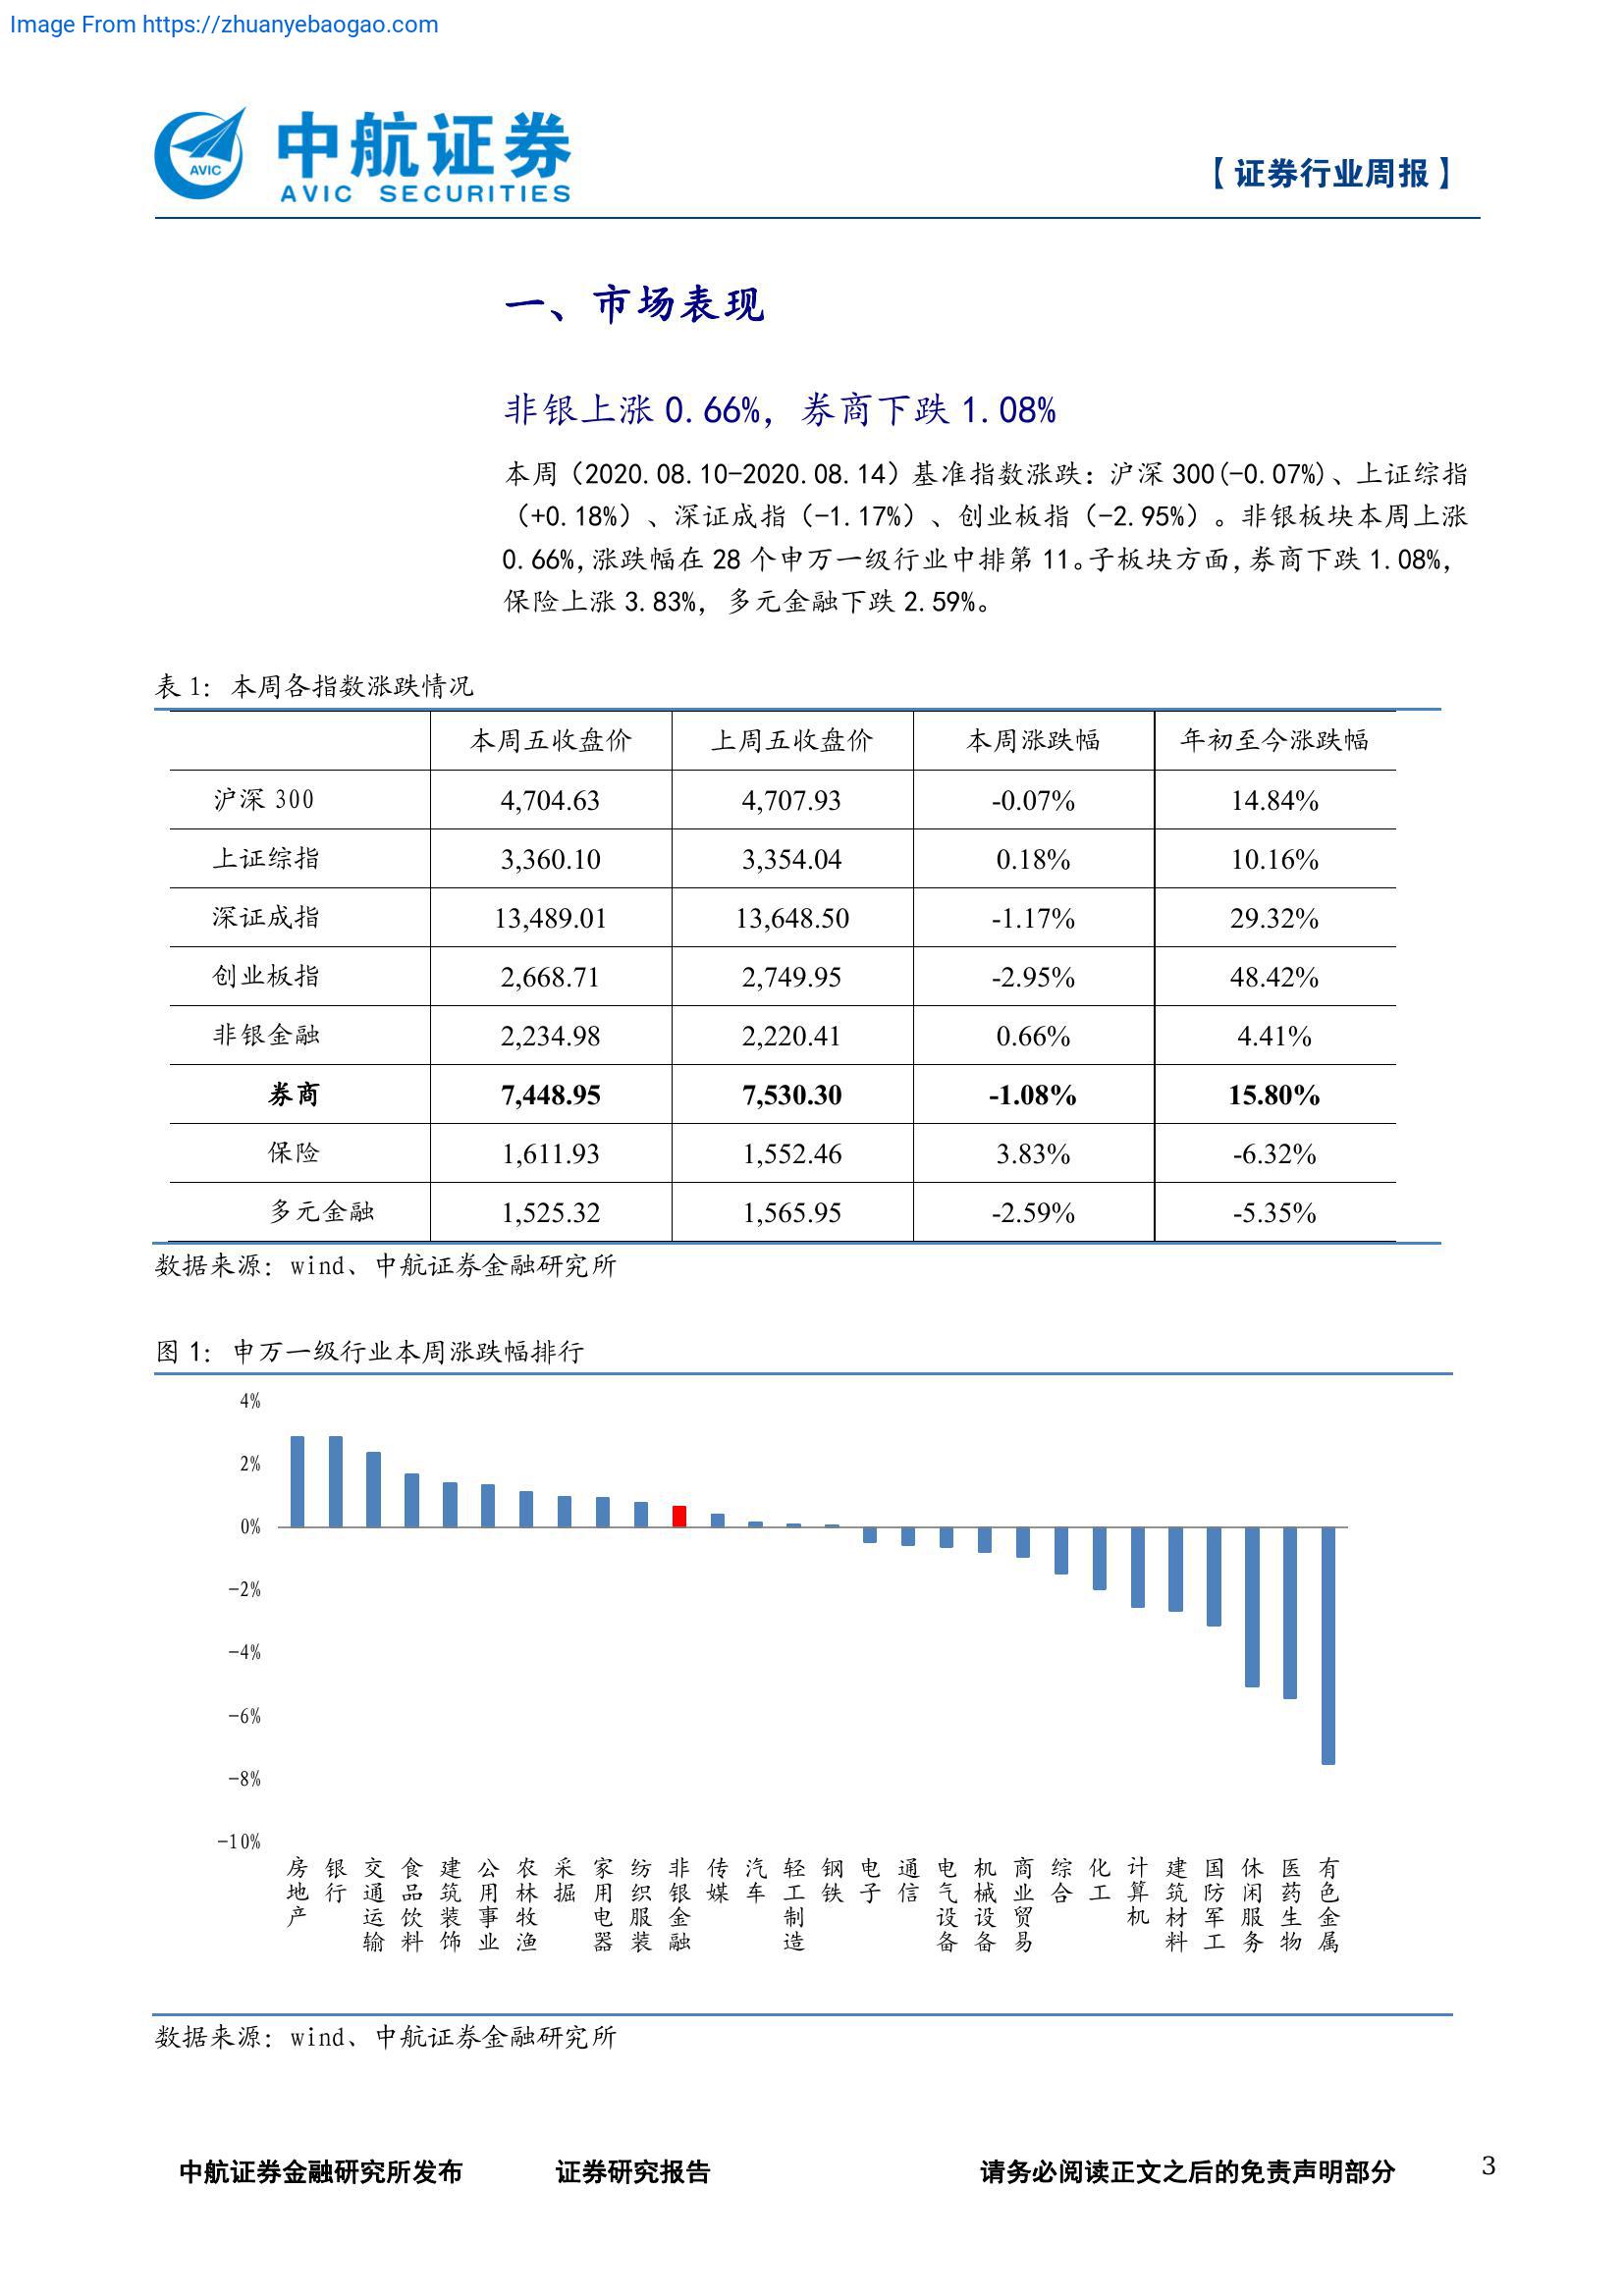 Image From https://zhuanyebaogao.com
AVIC
中航证券
AVIC SECURITIES
【证券行业周报】
一、市场表现
非银上涨 0.66%，券商下跌 1.08%
本周（2020.08.10-2020.08.14）基准指数涨跌：沪深 300(-0.07%)、上证综指
（+0.18%）、深证成指（-1.17%）、创业板指（-2.95%）。非银板块本周上涨
0.66%,涨跌幅在 28 个申万一级行业中排第 11。子板块方面,券商下跌 1.08%,
保险上涨 3.83%, 多元金融下跌 2.59%。
表 1: 本周各指数涨跌情况
本周五收盘价 上周五收盘价 本周涨跌幅 年初至今涨跌幅
沪深 300 4,704.63 4,707.93 -0.07% 14.84%
上证综指 3,360.10 3,354.04 0.18% 10.16%
深证成指 13,489.01 13,648.50 -1.17% 29.32%
创业板指 2,668.71 2,749.95 -2.95% 48.42%
非银金融 2,234.98 2,220.41 0.66% 4.41%
券商 7,448.95 7,530.30 -1.08% 15.80%
保险 1,611.93 1,552.46 3.83% -6.32%
多元金融 1,525.32 1,565.95 -2.59% -5.35%
数据来源: wind、中航证券金融研究所
图 1: 申万一级行业本周涨跌幅排行
4%
2%
0%
-2%
-4%
-6%
-8%
-10%
房地产
银行
交通运输
食品饮料
建筑装饰
公用事业
农林牧渔
采掘
家用电器
纺织服装
非银金融
传媒
汽车
轻工制造
钢铁
电子
通信
电气设备
机械设备
商业贸易
综合
化工
计算机
建筑材料
国防军工
休闲服务
医药生物
有色金属
数据来源: wind、中航证券金融研究所
中航证券金融研究所发布 证券研究报告 请务必阅读正文之后的免责声明部分 3